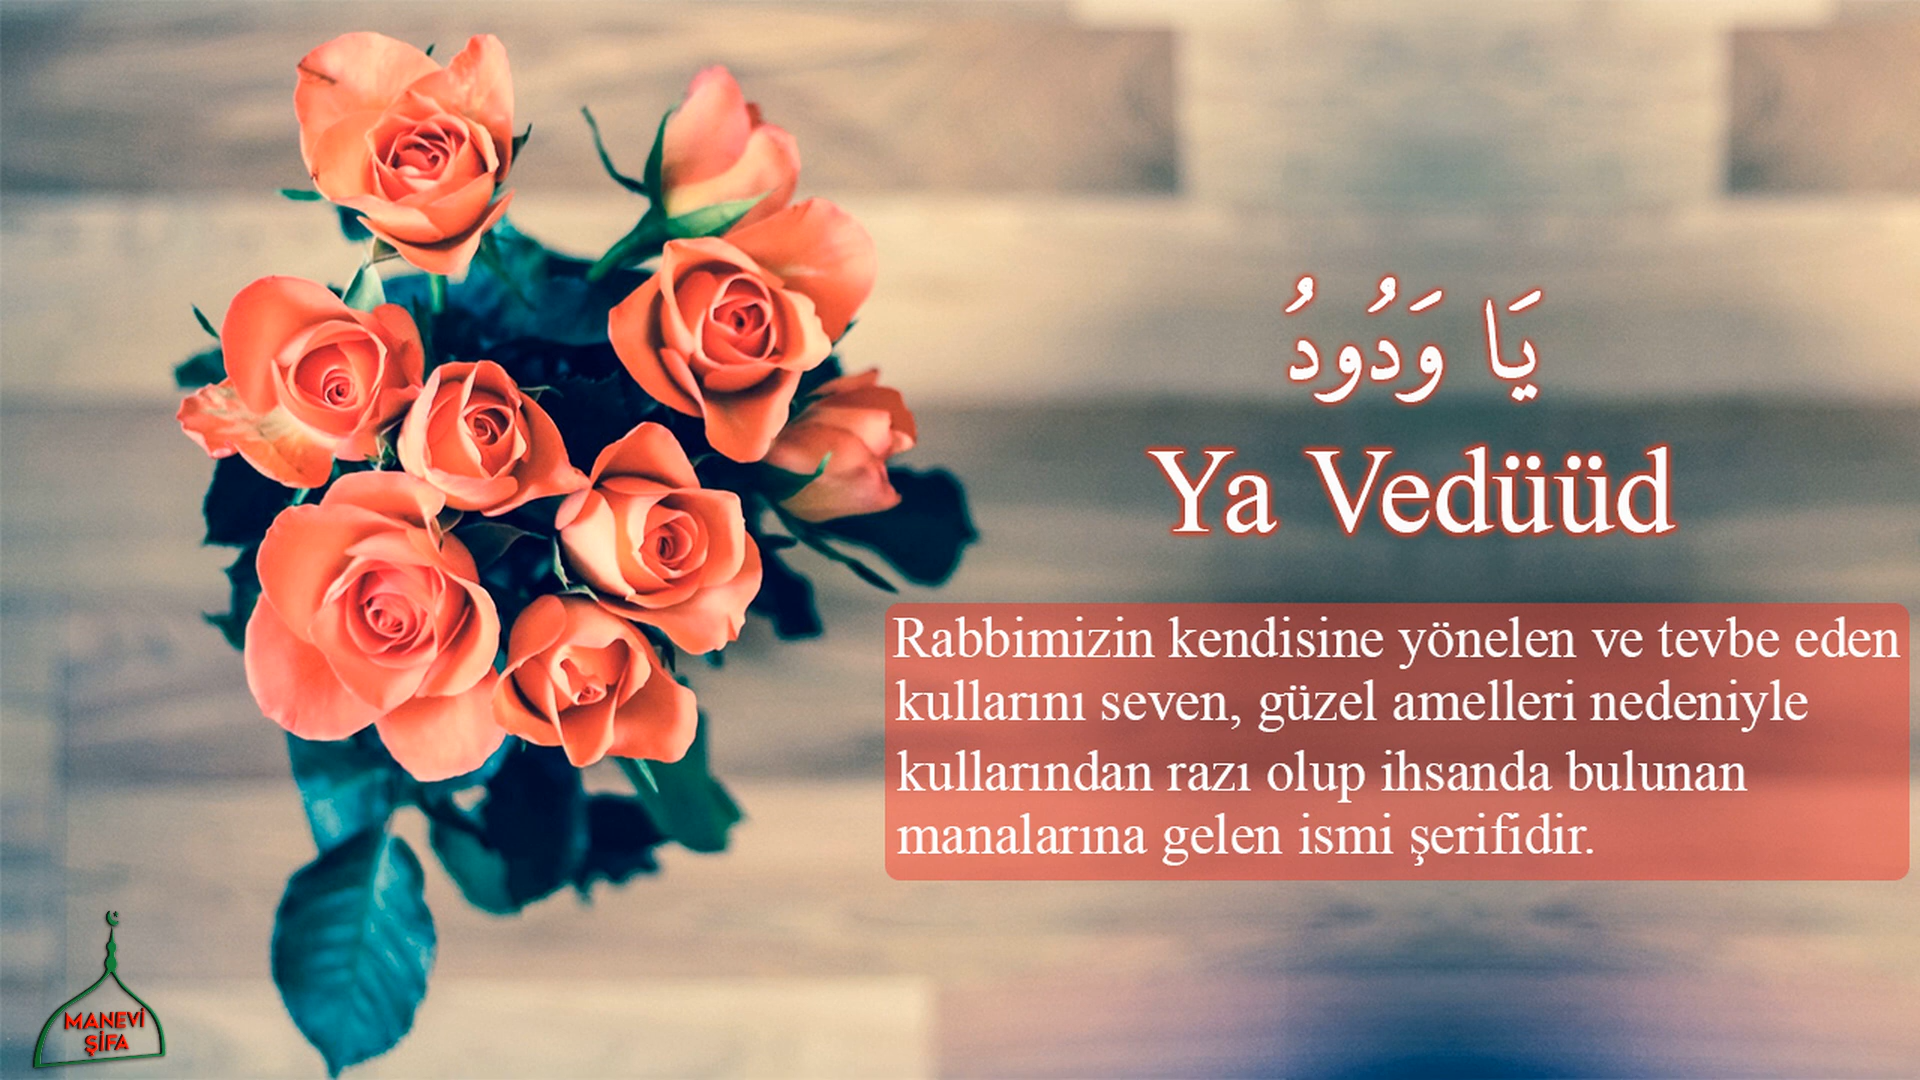 يَا وَدُودُ
Ya Vedüüd
Rabbimizin kendisine yönelen ve tevbe eden
kullarını seven, güzel amelleri nedeniyle
kullarından razı olup ihsanda bulunan
manalarına gelen ismi şerifidir.
MANEVİ
ŞİFA